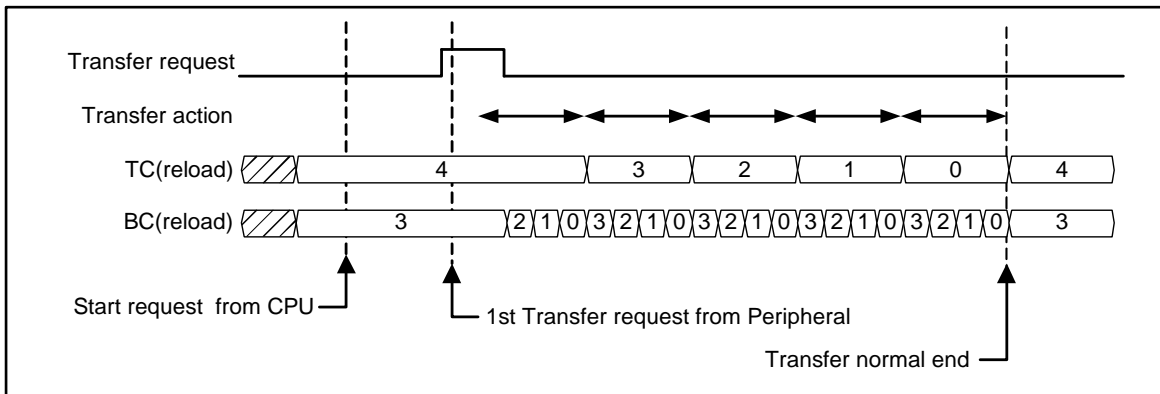 Transfer request
Transfer action
TC(reload) 4 3 2 1 0 4
BC(reload) 3 2 1 0 3 2 1 0 3 2 1 0 3 2 1 0 3 2 1 0 3
Start request from CPU
1st Transfer request from Peripheral
Transfer normal end